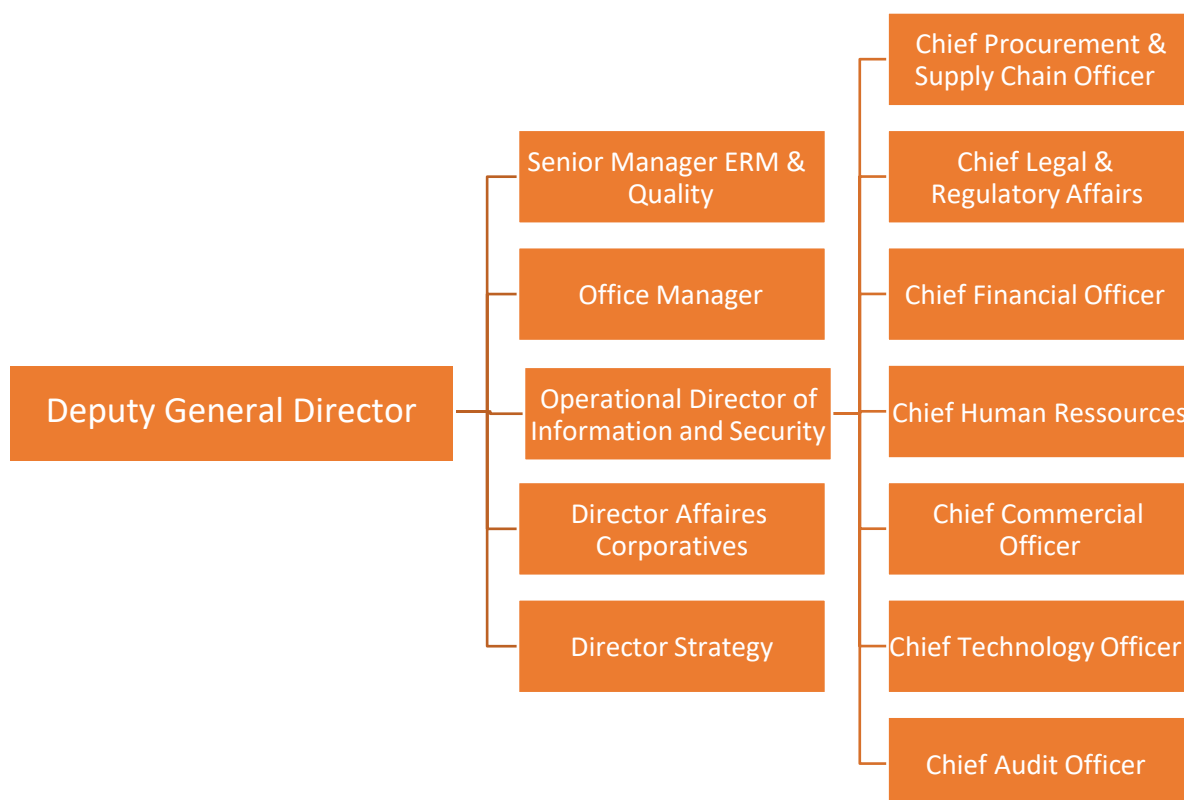 Deputy General Director
Senior Manager ERM &
Quality
Office Manager
Operational Director of
Information and Security
Director Affaires
Corporatives
Director Strategy
Chief Procurement &
Supply Chain Officer
Chief Legal &
Regulatory Affairs
Chief Financial Officer
Chief Human Ressources
Chief Commercial
Officer
Chief Technology Officer
Chief Audit Officer